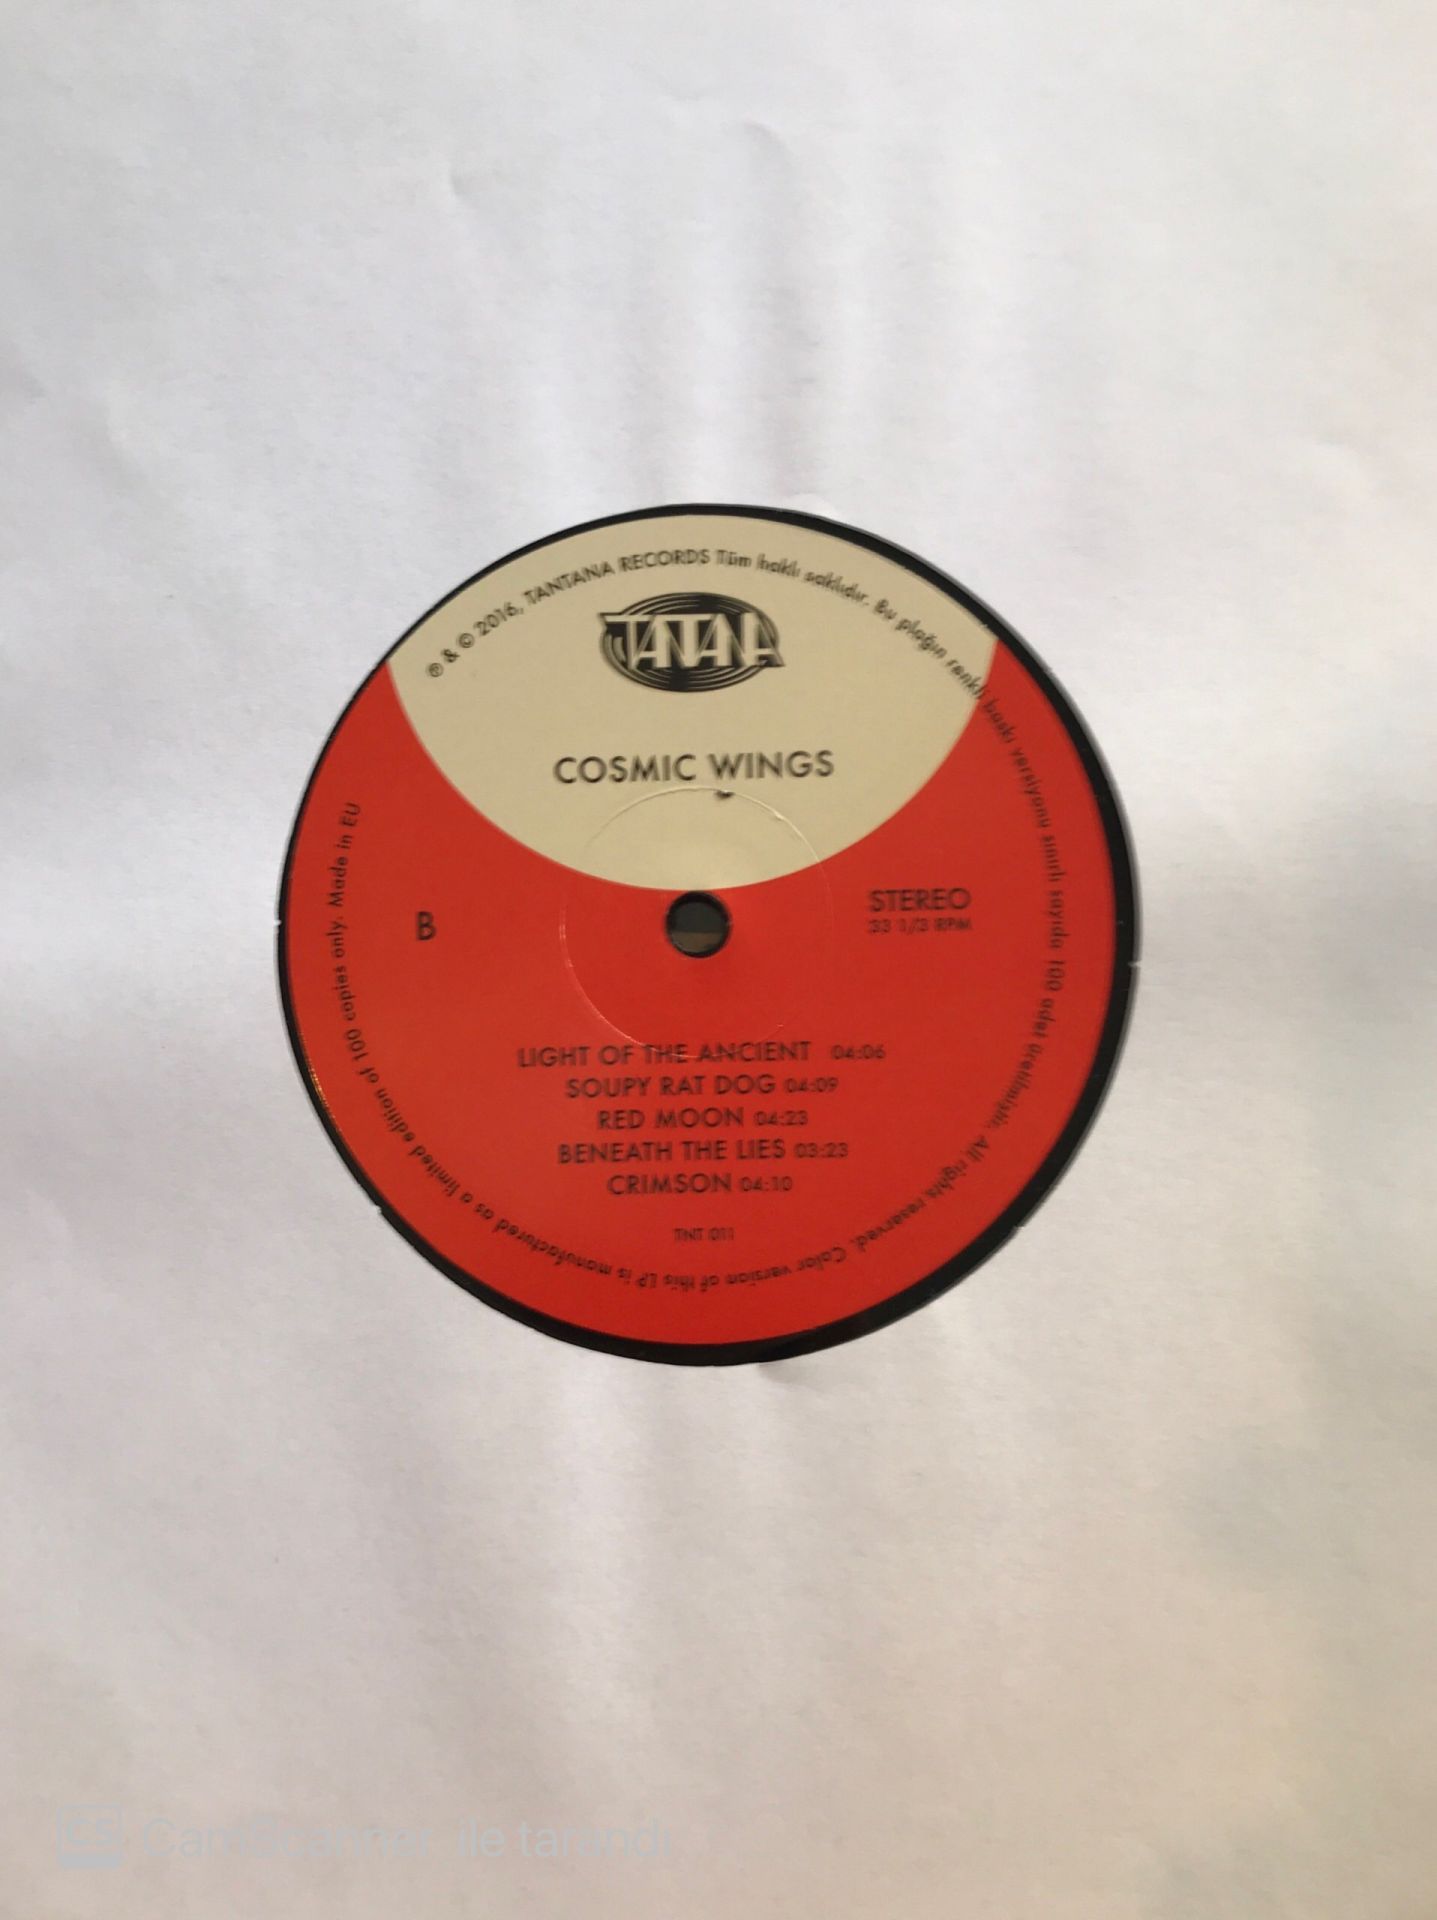 ℗ & © 2016, TANTANA RECORDS Tüm haklı saklıdır. Bu plağın renkli baskı versiyonu sınırlı sayıda 100 adet üretilmiştir. All rights reserved. Color version of this LP is manufactured as a limited edition of 100 copies only. Made in EU
TANTANA
COSMIC WINGS
B
STEREO
33 1/3 RPM
LIGHT OF THE ANCIENT 04:06
SOUPY RAT DOG 04:09
RED MOON 04:23
BENEATH THE LIES 03:23
CRIMSON 04:10
TNT 011
CS CamScanner ile tarandı